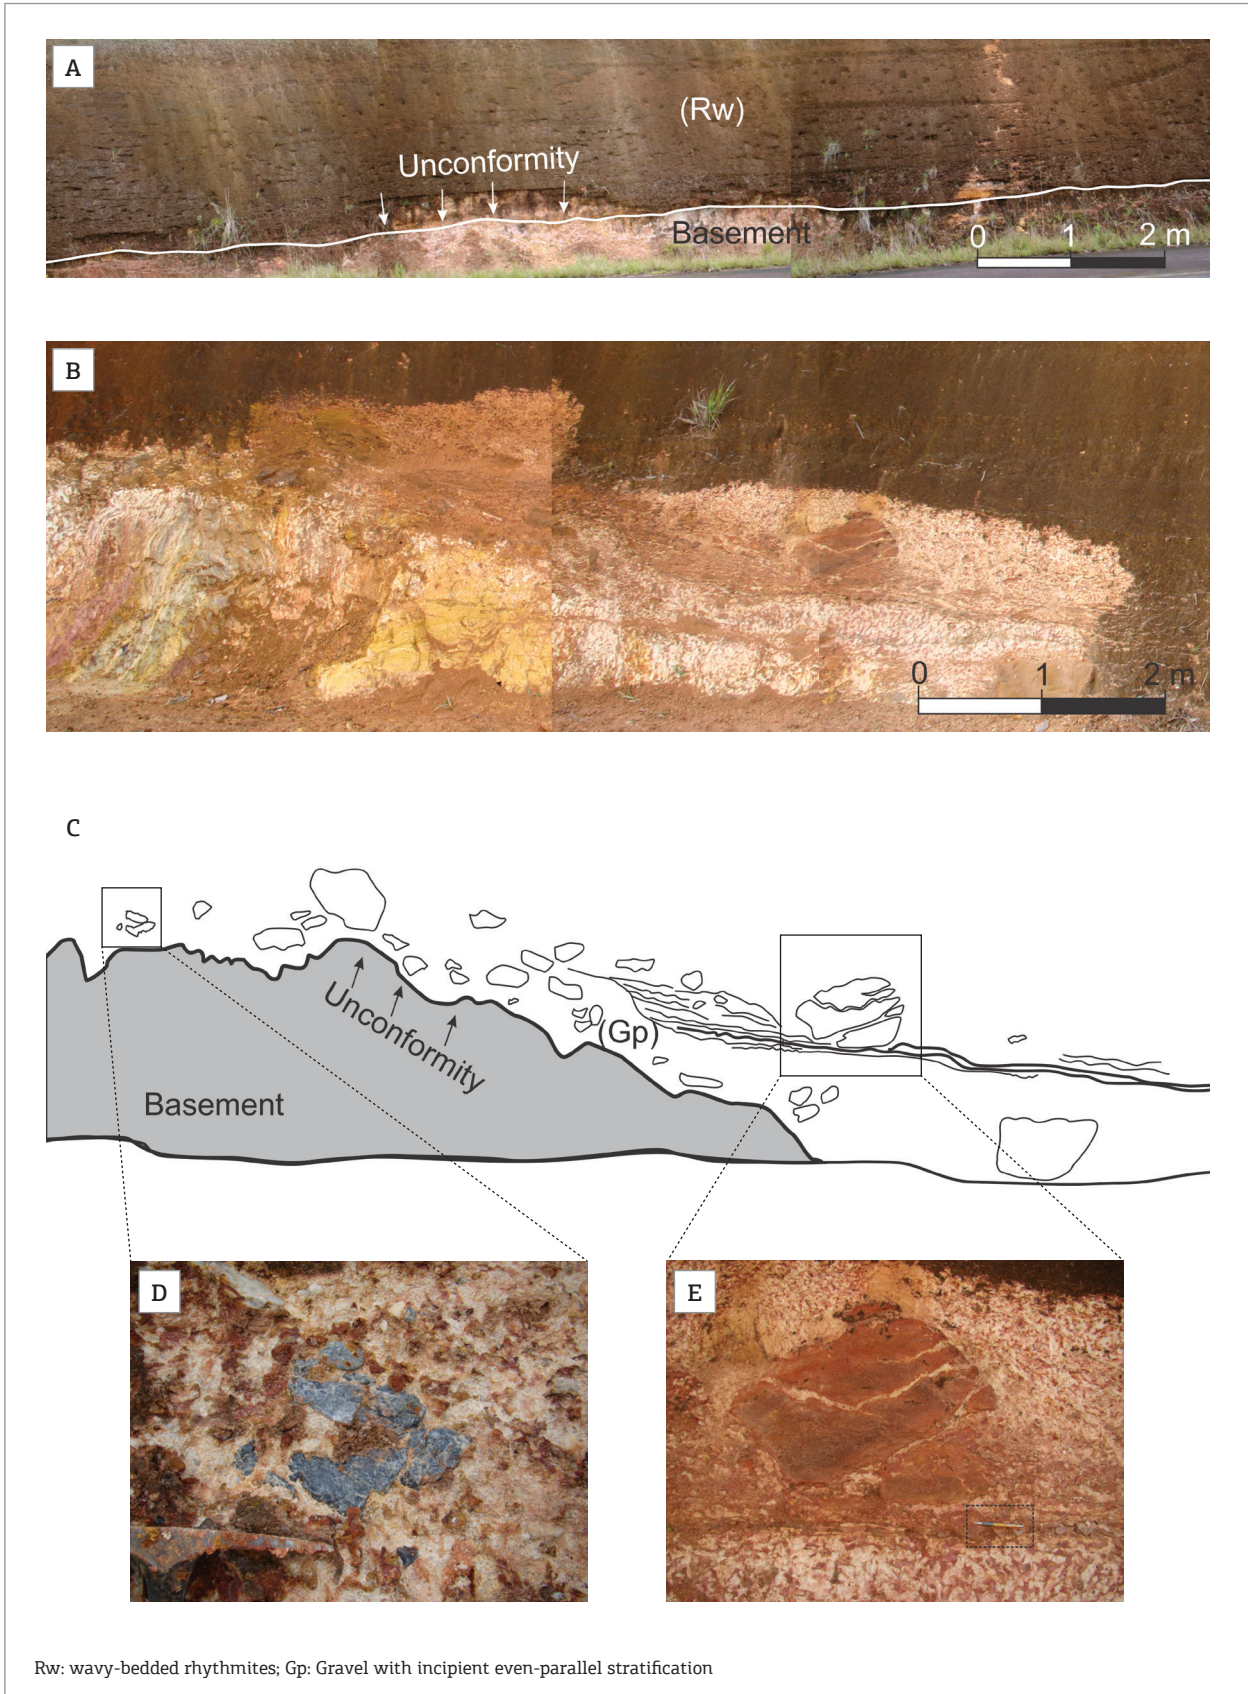 A
(Rw)
Unconformity
Basement
0 1 2 m
B
0 1 2 m
C
Unconformity
(Gp)
Basement
D
E
Rw: wavy-bedded rhythmites; Gp: Gravel with incipient even-parallel stratification